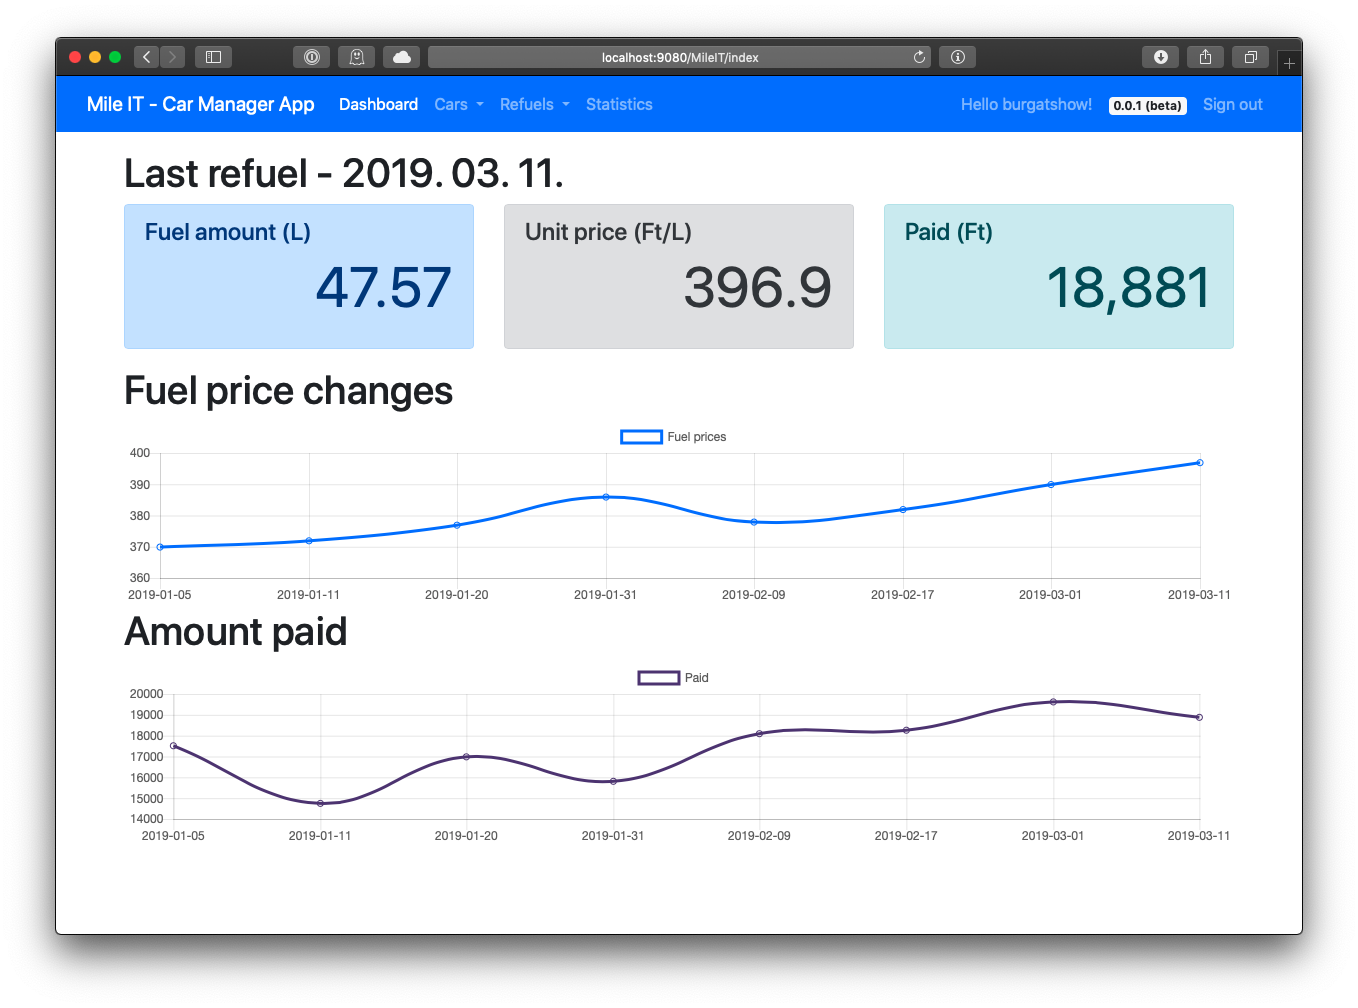 localhost:9080/MileIT/index
Mile IT - Car Manager App Dashboard Cars Refuels Statistics Hello burgatshow! 0.0.1 (beta) Sign out
Last refuel - 2019. 03. 11.
Fuel amount (L)
47.57
Unit price (Ft/L)
396.9
Paid (Ft)
18,881
Fuel price changes
Fuel prices
400
390
380
370
360
2019-01-05 2019-01-11 2019-01-20 2019-01-31 2019-02-09 2019-02-17 2019-03-01 2019-03-11
Amount paid
Paid
20000
19000
18000
17000
16000
15000
14000
2019-01-05 2019-01-11 2019-01-20 2019-01-31 2019-02-09 2019-02-17 2019-03-01 2019-03-11